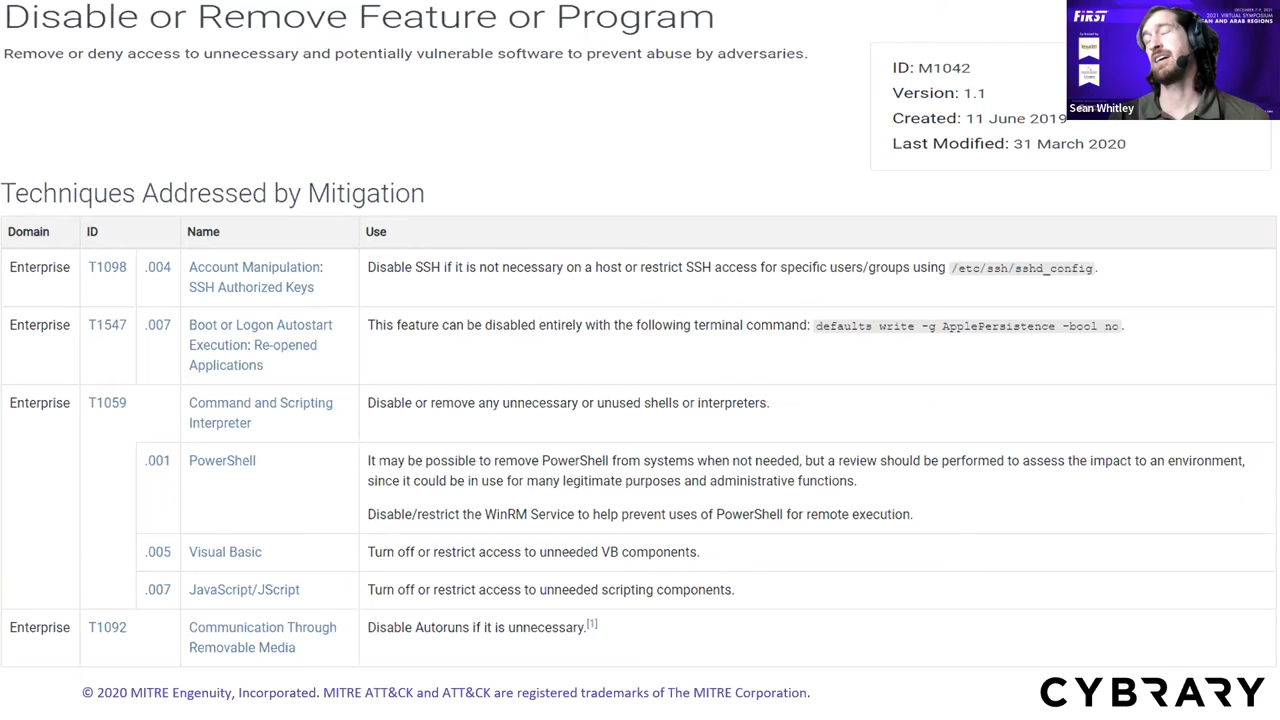 Disable or Remove Feature or Program
Remove or deny access to unnecessary and potentially vulnerable software to prevent abuse by adversaries.
ID: M1042
Version: 1.1
Created: 11 June 2019
Last Modified: 31 March 2020
FIRST
DECEMBER 7-9, 2021
2021 VIRTUAL SYMPOSIUM
AND ARAB REGIONS
Sean Whitley
Techniques Addressed by Mitigation
Domain ID Name Use
Enterprise T1098 .004 Account Manipulation: Disable SSH if it is not necessary on a host or restrict SSH access for specific users/groups using /etc/ssh/sshd_config.
SSH Authorized Keys
Enterprise T1547 .007 Boot or Logon Autostart This feature can be disabled entirely with the following terminal command: defaults write -g ApplePersistence -bool no.
Execution: Re-opened
Applications
Enterprise T1059 Command and Scripting Disable or remove any unnecessary or unused shells or interpreters.
Interpreter
.001 PowerShell It may be possible to remove PowerShell from systems when not needed, but a review should be performed to assess the impact to an environment,
since it could be in use for many legitimate purposes and administrative functions.
Disable/restrict the WinRM Service to help prevent uses of PowerShell for remote execution.
.005 Visual Basic Turn off or restrict access to unneeded VB components.
.007 JavaScript/JScript Turn off or restrict access to unneeded scripting components.
Enterprise T1092 Communication Through Disable Autoruns if it is unnecessary.[1]
Removable Media
© 2020 MITRE Engenuity, Incorporated. MITRE ATT&CK and ATT&CK are registered trademarks of The MITRE Corporation.
CYBRARY